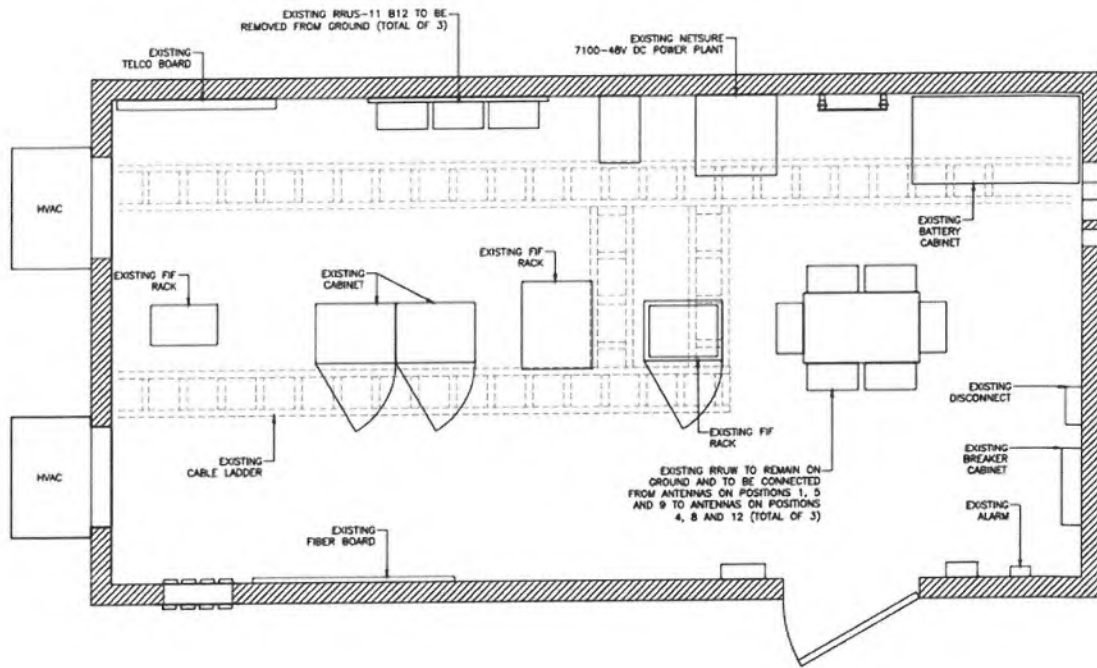 EXISTING RRUS-11 B12 TO BE
REMOVED FROM GROUND (TOTAL OF 3)
EXISTING NETSURE
7100-48V DC POWER PLANT
EXISTING
TELCO BOARD
HVAC
EXISTING
BATTERY
CABINET
EXISTING FIF
RACK
EXISTING
CABINET
EXISTING FIF
RACK
EXISTING
DISCONNECT
EXISTING FIF
RACK
EXISTING
CABLE LADDER
EXISTING
BREAKER
CABINET
EXISTING RRUW TO REMAIN ON
GROUND AND TO BE CONNECTED
FROM ANTENNAS ON POSITIONS 1, 5
AND 9 TO ANTENNAS ON POSITIONS
4, 8 AND 12 (TOTAL OF 3)
HVAC
EXISTING
ALARM
EXISTING
FIBER BOARD